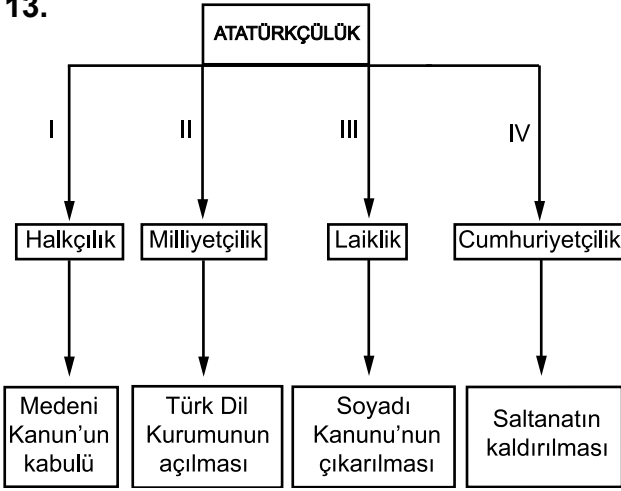 13.
ATATÜRKÇÜLÜK
I
II
III
IV
Halkçılık
Milliyetçilik
Laiklik
Cumhuriyetçilik
Medeni
Kanun’un
kabulü
Türk Dil
Kurumunun
açılması
Soyadı
Kanunu’nun
çıkarılması
Saltanatın
kaldırılması